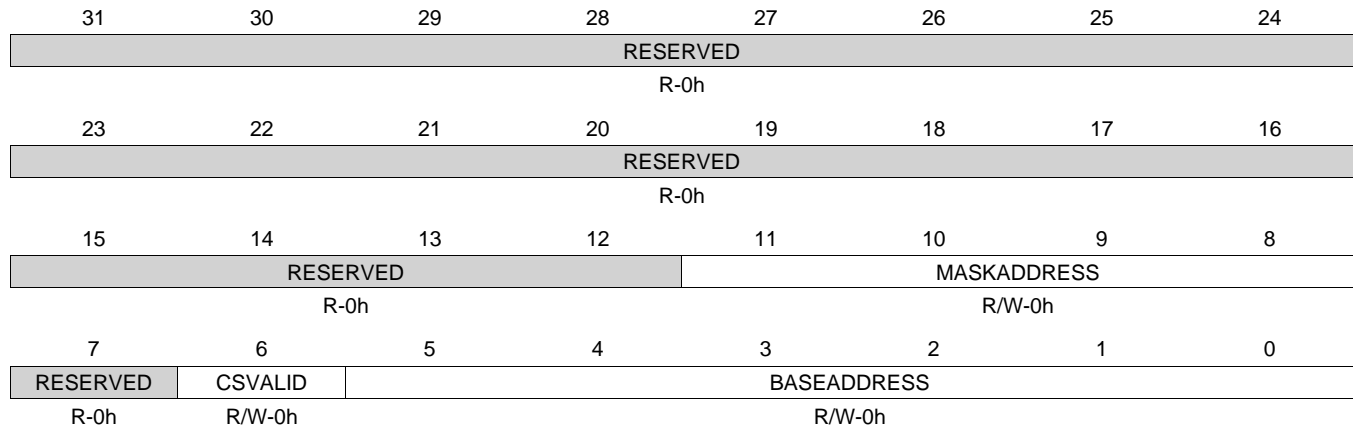 31 30 29 28 27 26 25 24
RESERVED
R-0h
23 22 21 20 19 18 17 16
RESERVED
R-0h
15 14 13 12 11 10 9 8
RESERVED MASKADDRESS
R-0h R/W-0h
7 6 5 4 3 2 1 0
RESERVED CSVALID BASEADDRESS
R-0h R/W-0h R/W-0h